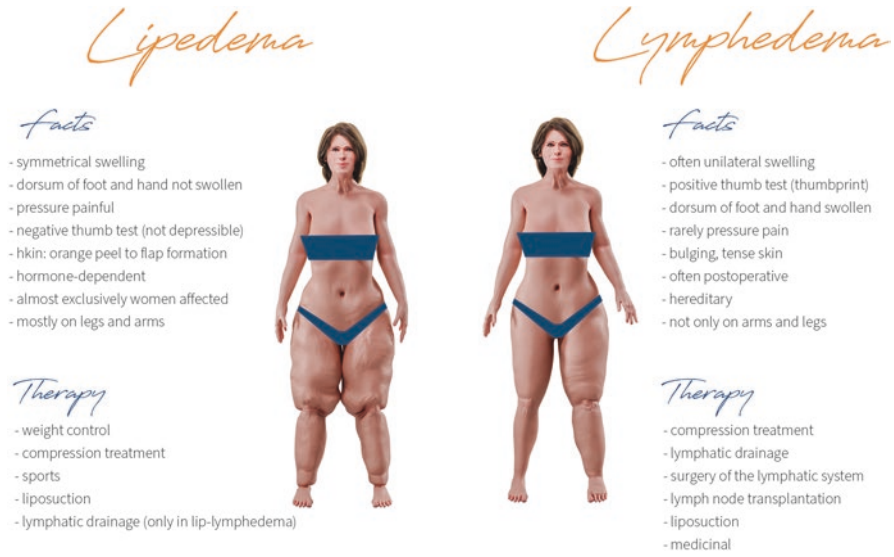 Lipedema
Facts
- symmetrical swelling
- dorsum of foot and hand not swollen
- pressure painful
- negative thumb test (not depressible)
- hkin: orange peel to flap formation
- hormone-dependent
- almost exclusively women affected
- mostly on legs and arms
Therapy
- weight control
- compression treatment
- sports
- liposuction
- lymphatic drainage (only in lip-lymphedema)
Lymphedema
Facts
- often unilateral swelling
- positive thumb test (thumbprint)
- dorsum of foot and hand swollen
- rarely pressure pain
- bulging, tense skin
- often postoperative
- hereditary
- not only on arms and legs
Therapy
- compression treatment
- lymphatic drainage
- surgery of the lymphatic system
- lymph node transplantation
- liposuction
- medicinal